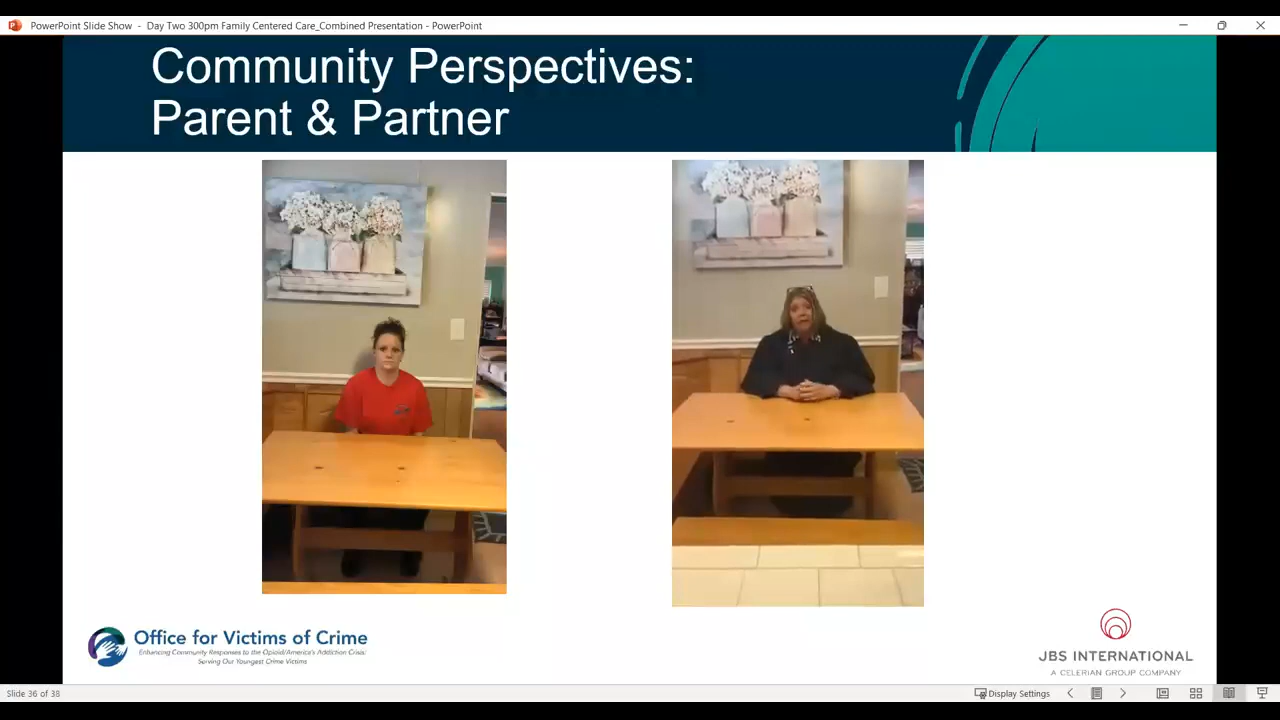 PowerPoint Slide Show - Day Two 300pm Family Centered Care_Combined Presentation - PowerPoint
Community Perspectives:
Parent & Partner
Office for Victims of Crime
Enhancing Community Responses to the Opioid/America's Addiction Crisis:
Serving Our Youngest Crime Victims
JBS INTERNATIONAL
A CELERIAN GROUP COMPANY
Slide 36 of 38
Display Settings